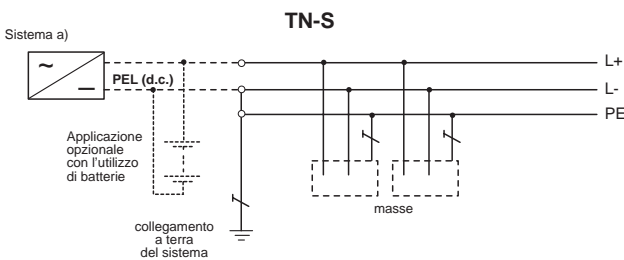 TN-S
Sistema a)
L+
PEL (d.c.)
L-
PE
Applicazione
opzionale
con l'utilizzo
di batterie
masse
collegamento
a terra
del sistema